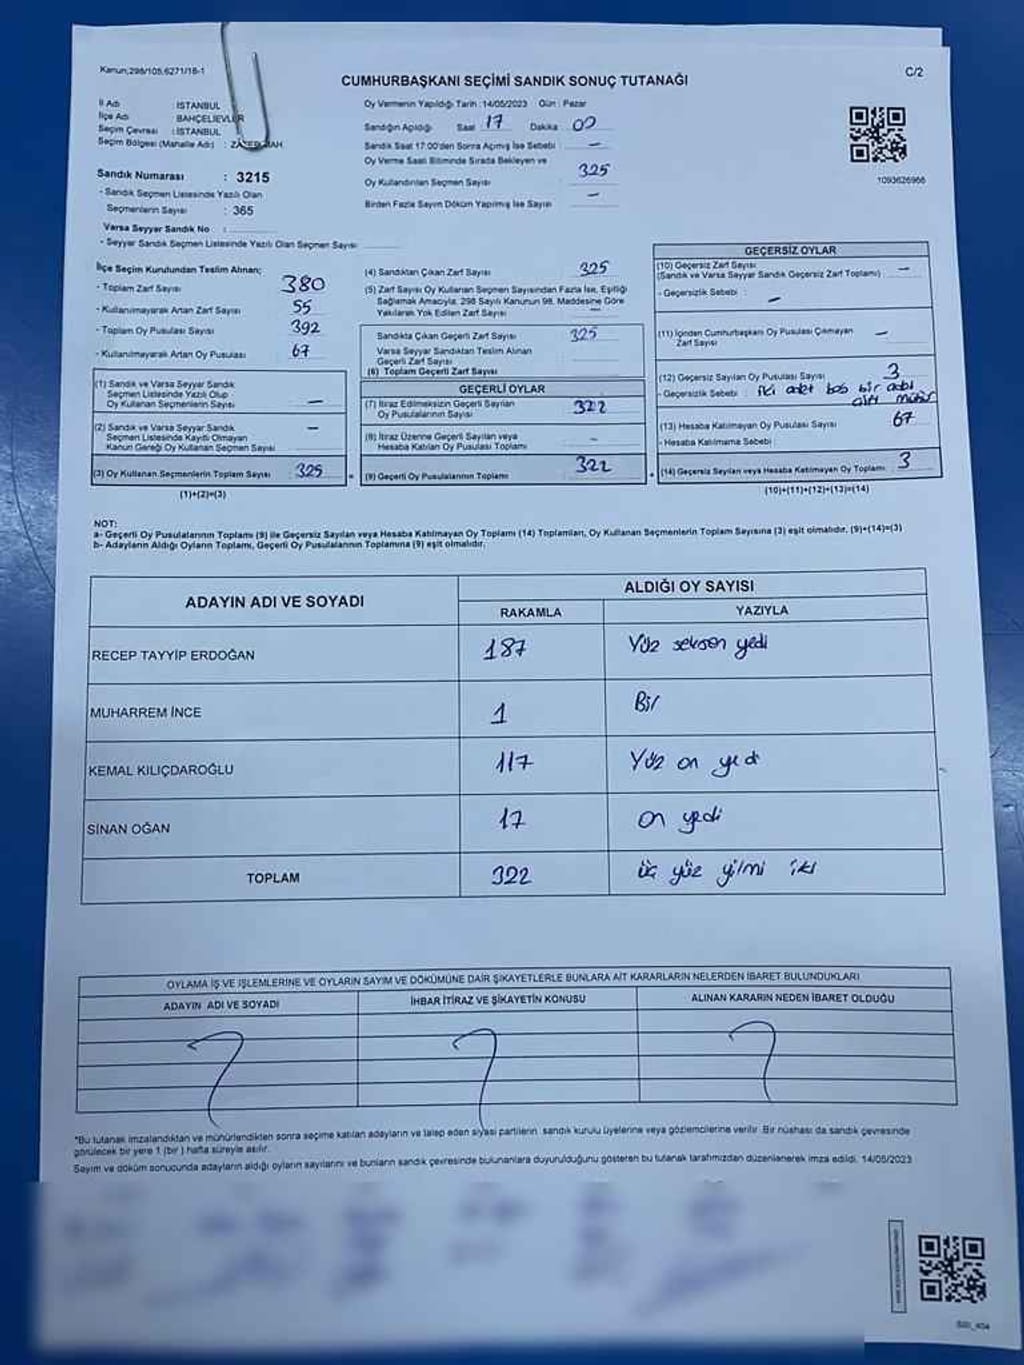 Kanun;298/105,6271/18-1
C/2
CUMHURBAŞKANI SEÇİMİ SANDIK SONUÇ TUTANAĞI
İl Adı : İSTANBUL
İlçe Adı : BAHÇELİEVLER
Seçim Çevresi : İSTANBUL
Seçim Bölgesi (Mahalle Adı) :
Sandık Numarası : 3215
- Sandık Seçmen Listesinde Yazılı Olan
Seçmenlerin Sayısı : 365
Varsa Seyyar Sandık No :
- Seyyar Sandık Seçmen Listesinde Yazılı Olan Seçmen Sayısı
Oy Vermenin Yapıldığı Tarih : 14/05/2023 Gün : Pazar
Sandığın Açıldığı Saat 17 Dakika 00
Sandık Saat 17:00'den Sonra Açılmış İse Sebebi : —
Oy Verme Saati Bitiminde Sırada Bekleyen ve
Oy Kullandırılan Seçmen Sayısı 325
Birden Fazla Sayım Döküm Yapılmış İse Sayısı —
1093626966
İlçe Seçim Kurulundan Teslim Alınan;
- Toplam Zarf Sayısı 380
- Kullanılmayarak Artan Zarf Sayısı 55
- Toplam Oy Pusulası Sayısı 392
- Kullanılmayarak Artan Oy Pusulası 67
(1) Sandık ve Varsa Seyyar Sandık
Seçmen Listesinde Yazılı Olup
Oy Kullanan Seçmenlerin Sayısı —
(2) Sandık ve Varsa Seyyar Sandık
Seçmen Listesinde Kayıtlı Olmayan
Kanun Gereği Oy Kullanan Seçmen Sayısı —
(3) Oy Kullanan Seçmenlerin Toplam Sayısı 325
(1)+(2)=(3)
(4) Sandıktan Çıkan Zarf Sayısı 325
(5) Zarf Sayısı Oy Kullanan Seçmen Sayısından Fazla İse, Eşitliği
Sağlamak Amacıyla, 298 Sayılı Kanunun 98. Maddesine Göre
Yakılarak Yok Edilen Zarf Sayısı —
Sandıkta Çıkan Geçerli Zarf Sayısı 325
Varsa Seyyar Sandıktan Teslim Alınan
Geçerli Zarf Sayısı
(6) Toplam Geçerli Zarf Sayısı
GEÇERLİ OYLAR
(7) İtiraz Edilmeksizin Geçerli Sayılan
Oy Pusulalarının Sayısı 322
(8) İtiraz Üzerine Geçerli Sayılan veya
Hesaba Katılan Oy Pusulası Toplamı —
(9) Geçerli Oy Pusulalarının Toplamı 322
GEÇERSİZ OYLAR
(10) Geçersiz Zarf Sayısı
(Sandık ve Varsa Seyyar Sandık Geçersiz Zarf Toplamı) —
- Geçersizlik Sebebi : —
(11) İçinden Cumhurbaşkanı Oy Pusulası Çıkmayan
Zarf Sayısı —
(12) Geçersiz Sayılan Oy Pusulası Sayısı 3
- Geçersizlik Sebebi : iki adet boş bir adet
(13) Hesaba Katılmayan Oy Pusulası Sayısı 67
- Hesaba Katılmama Sebebi
(14) Geçersiz Sayılan veya Hesaba Katılmayan Oy Toplamı 3
(10)+(11)+(12)+(13)=(14)
NOT:
a- Geçerli Oy Pusulalarının Toplamı (9) ile Geçersiz Sayılan veya Hesaba Katılmayan Oy Toplamı (14) Toplamları, Oy Kullanan Seçmenlerin Toplam Sayısına (3) eşit olmalıdır. (9)+(14)=(3)
b- Adayların Aldığı Oyların Toplamı, Geçerli Oy Pusulalarının Toplamına (9) eşit olmalıdır.
ADAYIN ADI VE SOYADI ALDIĞI OY SAYISI
RAKAMLA YAZIYLA
RECEP TAYYİP ERDOĞAN 187 Yüz seksen yedi
MUHARREM İNCE 1 Bir
KEMAL KILIÇDAROĞLU 117 Yüz on yedi
SİNAN OĞAN 17 on yedi
TOPLAM 322 üç yüz yilmi iki
OYLAMA İŞ VE İŞLEMLERİNE VE OYLARIN SAYIM VE DÖKÜMÜNE DAİR ŞİKAYETLERLE BUNLARA AİT KARARLARIN NELERDEN İBARET BULUNDUKLARI
ADAYIN ADI VE SOYADI İHBAR İTİRAZ VE ŞİKAYETİN KONUSU ALINAN KARARIN NEDEN İBARET OLDUĞU
*Bu tutanak imzalandıktan ve mühürlendikten sonra seçime katılan adayların ve talep eden siyasi partilerin sandık kurulu üyelerine veya gözlemcilerine verilir. Bir nüshası da sandık çevresinde
görülecek bir yere 1 (bir) hafta süreyle asılır.
Sayım ve döküm sonucunda adayların aldığı oyların sayılarını ve bunların sandık çevresinde bulunanlara duyurulduğunu gösteren bu tutanak tarafımızdan düzenlenerek imza edildi. 14/05/2023